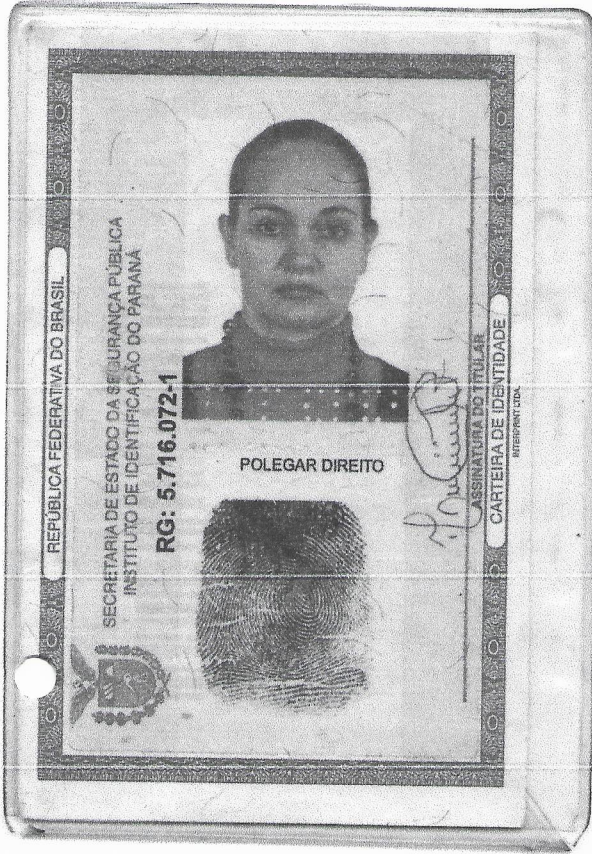 REPÚBLICA FEDERATIVA DO BRASIL
SECRETARIA DE ESTADO DA SEGURANÇA PÚBLICA
INSTITUTO DE IDENTIFICAÇÃO DO PARANÁ
RG: 5.716.072-1
POLEGAR DIREITO
ASSINATURA DO TITULAR
CARTEIRA DE IDENTIDADE
INTERPRINT LTDA.